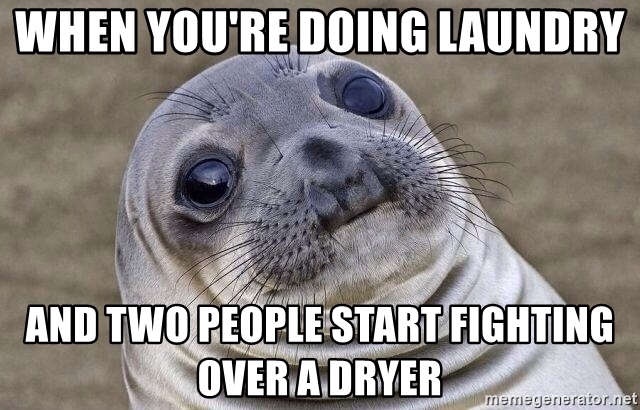 WHEN YOU'RE DOING LAUNDRY
AND TWO PEOPLE START FIGHTING
OVER A DRYER
memegenerator.net